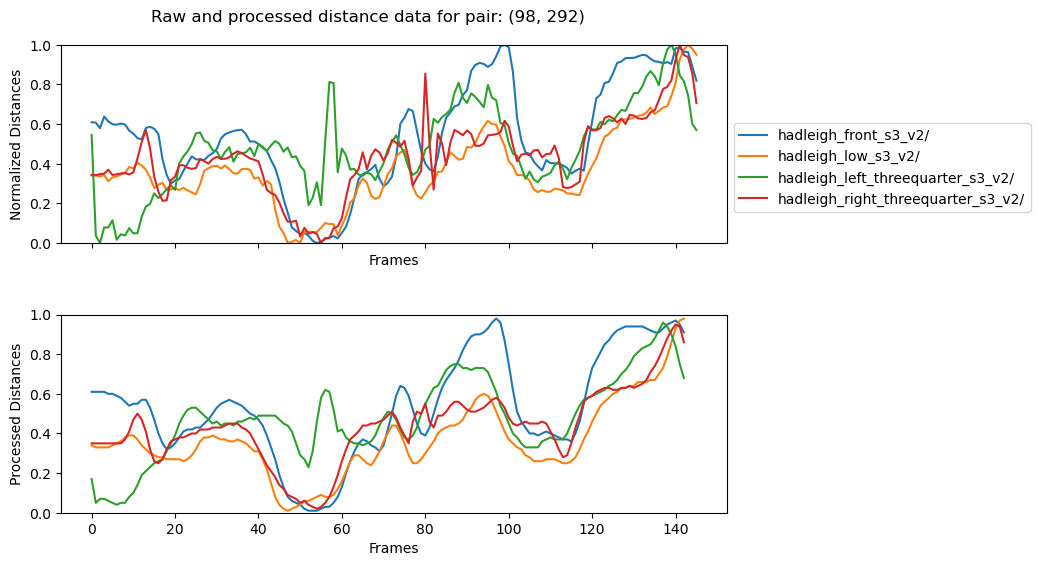 Raw and processed distance data for pair: (98, 292)
Normalized Distances
1.0
0.8
0.6
0.4
0.2
0.0
Frames
hadleigh_front_s3_v2/
hadleigh_low_s3_v2/
hadleigh_left_threequarter_s3_v2/
hadleigh_right_threequarter_s3_v2/
Processed Distances
1.0
0.8
0.6
0.4
0.2
0.0
0 20 40 60 80 100 120 140
Frames